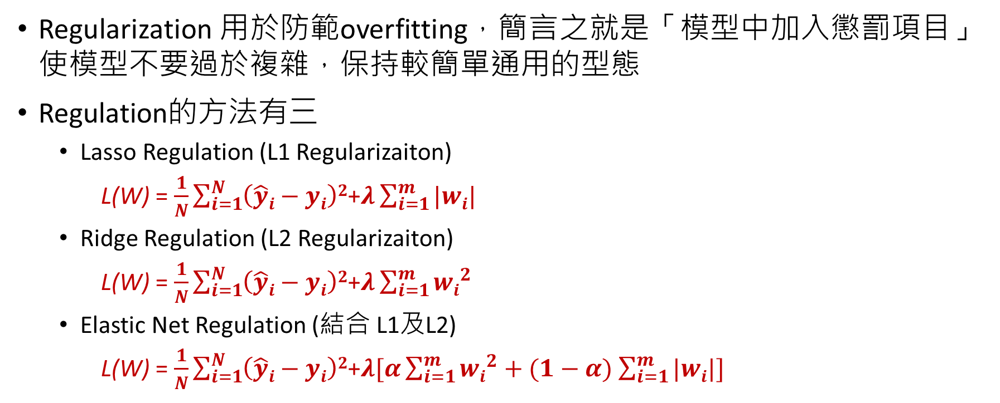 • Regularization 用於防範overfitting，簡言之就是「模型中加入懲罰項目」
使模型不要過於複雜，保持較簡單通用的型態
• Regulation的方法有三
• Lasso Regulation (L1 Regularizaiton)
L(W) = \frac{1}{N} \sum_{i=1}^{N} (\hat{y}_i − y_i)^2 + λ \sum_{i=1}^{m} |w_i|
• Ridge Regulation (L2 Regularizaiton)
L(W) = \frac{1}{N} \sum_{i=1}^{N} (\hat{y}_i − y_i)^2 + λ \sum_{i=1}^{m} {w_i}^2
• Elastic Net Regulation (結合 L1及L2)
L(W) = \frac{1}{N} \sum_{i=1}^{N} (\hat{y}_i − y_i)^2 + λ[α \sum_{i=1}^{m} {w_i}^2 + (1 − α) \sum_{i=1}^{m} |w_i|]